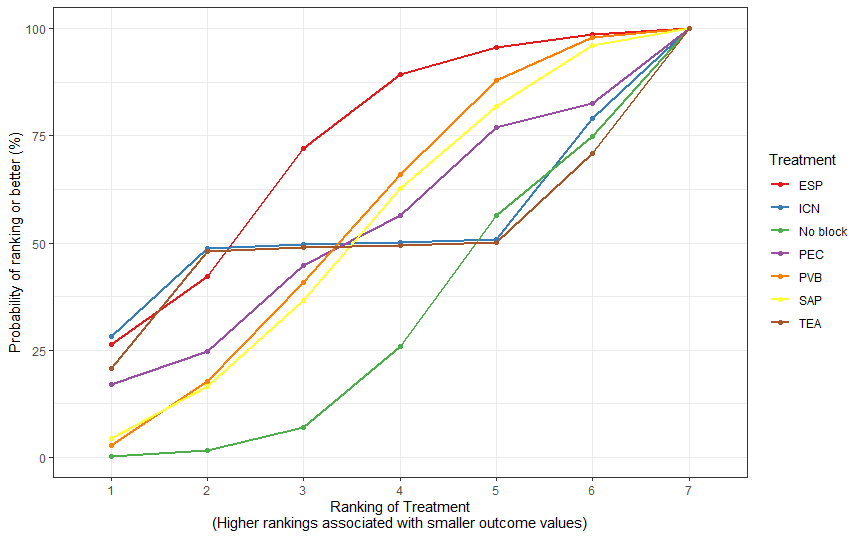 100
75
50
25
0
Probability of ranking or better (%)
1 2 3 4 5 6 7
Ranking of Treatment
(Higher rankings associated with smaller outcome values)
Treatment
ESP
ICN
No block
PEC
PVB
SAP
TEA